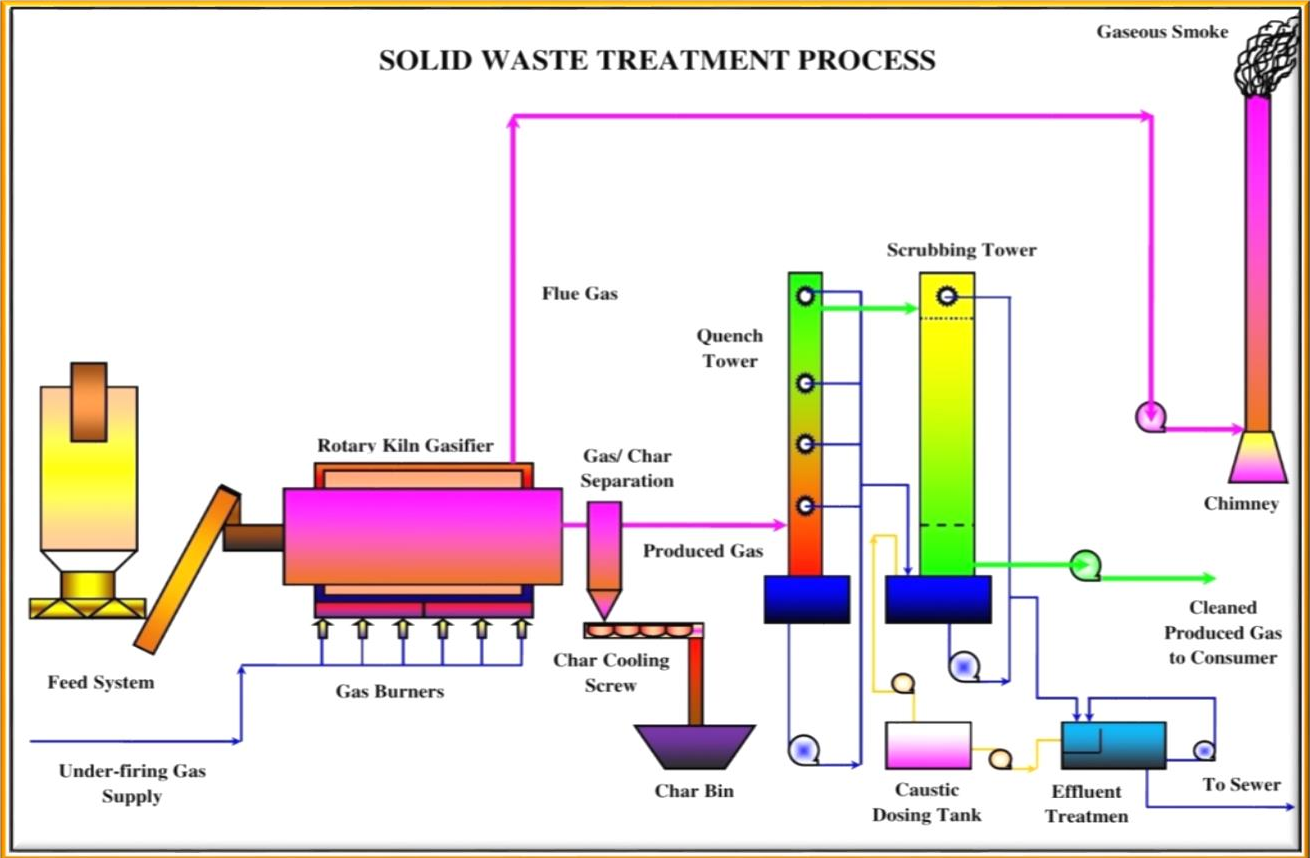 Gaseous Smoke
SOLID WASTE TREATMENT PROCESS
Scrubbing Tower
Flue Gas
Quench
Tower
Rotary Kiln Gasifier
Gas/ Char
Separation
Chimney
Produced Gas
Cleaned
Produced Gas
to Consumer
Char Cooling
Screw
Feed System
Gas Burners
Under-firing Gas
Supply
Char Bin
Caustic
Dosing Tank
Effluent
Treatmen
To Sewer